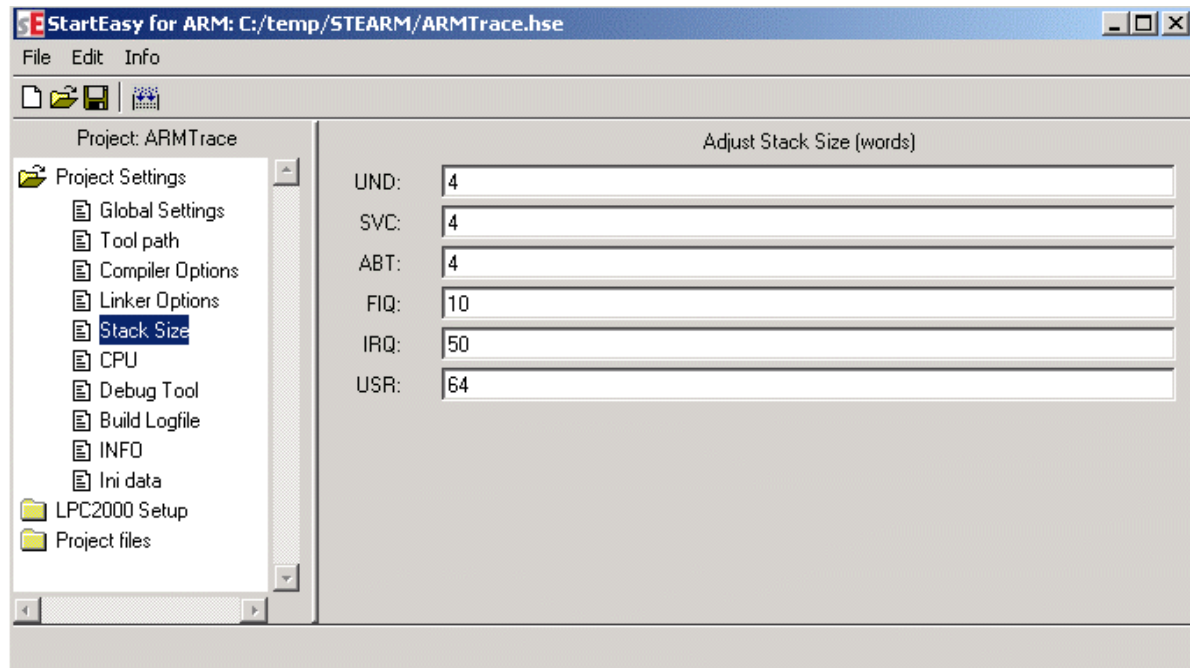 StartEasy for ARM: C:/temp/STEARM/ARMTrace.hse
File Edit Info
Project: ARMTrace
Project Settings
Global Settings
Tool path
Compiler Options
Linker Options
Stack Size
CPU
Debug Tool
Build Logfile
INFO
Ini data
LPC2000 Setup
Project files
Adjust Stack Size (words)
UND: 4
SVC: 4
ABT: 4
FIQ: 10
IRQ: 50
USR: 64